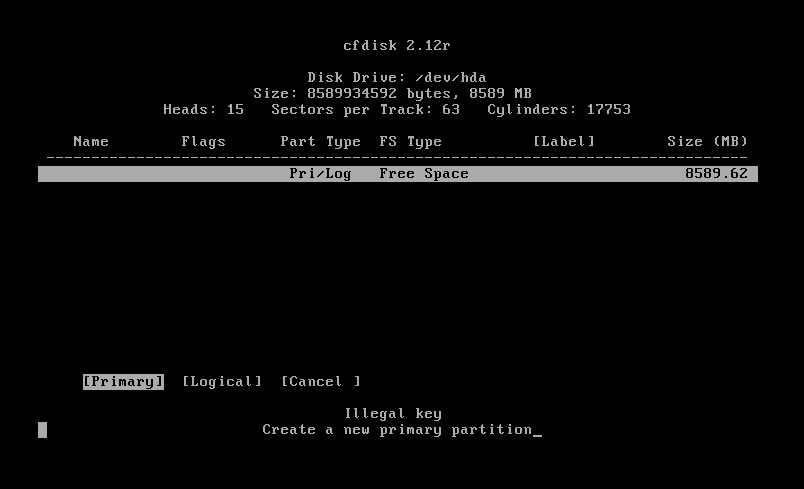 cfdisk 2.12r
Disk Drive: /dev/hda
Size: 8589934592 bytes, 8589 MB
Heads: 15   Sectors per Track: 63   Cylinders: 17753
Name   Flags   Part Type   FS Type   [Label]   Size (MB)
------------------------------------------------------------------------------
Pri/Log   Free Space   8589.62
[Primary]  [Logical]  [Cancel ]
Illegal key
Create a new primary partition_